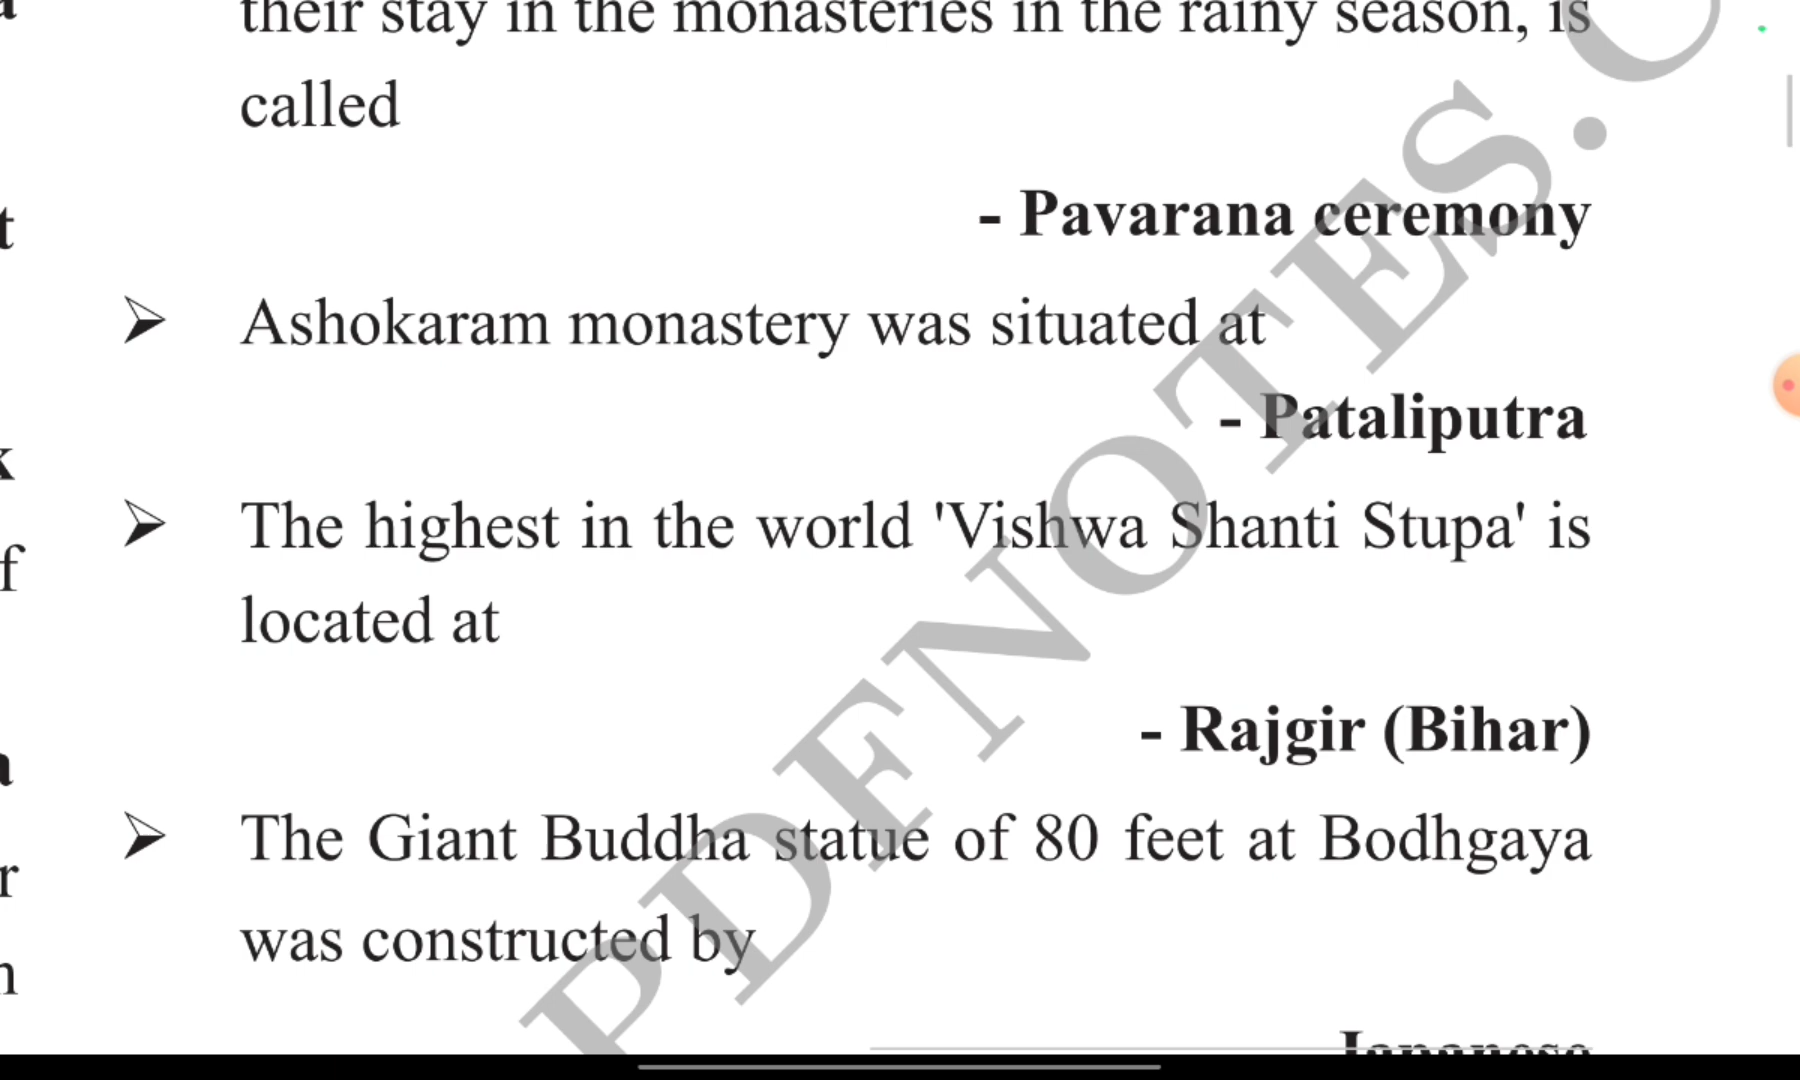 their stay in the monasteries in the rainy season, is
called
- Pavarana ceremony
➢ Ashokaram monastery was situated at
- Pataliputra
➢ The highest in the world 'Vishwa Shanti Stupa' is
located at
- Rajgir (Bihar)
➢ The Giant Buddha statue of 80 feet at Bodhgaya
was constructed by
Japanese
PDFNOTES.C